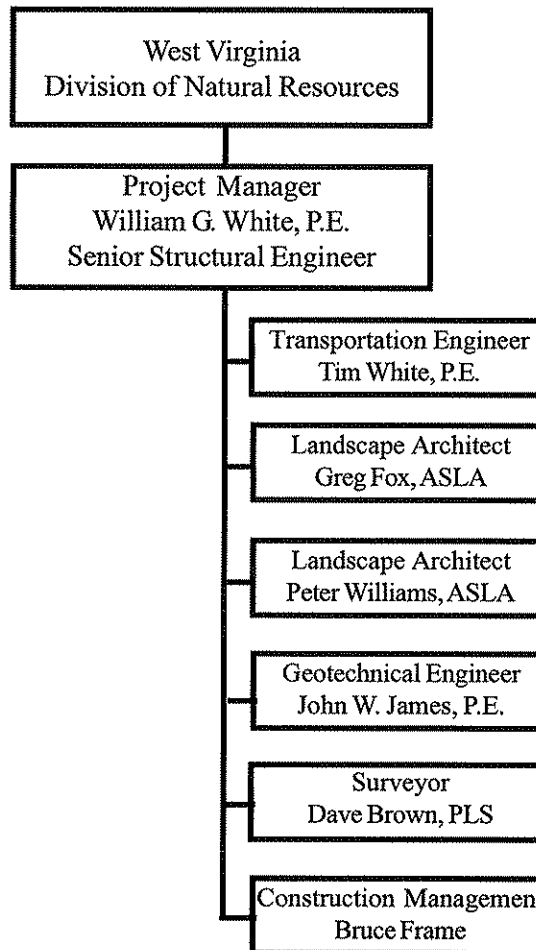 West Virginia
Division of Natural Resources
Project Manager
William G. White, P.E.
Senior Structural Engineer
Transportation Engineer
Tim White, P.E.
Landscape Architect
Greg Fox, ASLA
Landscape Architect
Peter Williams, ASLA
Geotechnical Engineer
John W. James, P.E.
Surveyor
Dave Brown, PLS
Construction Managemen
Bruce Frame